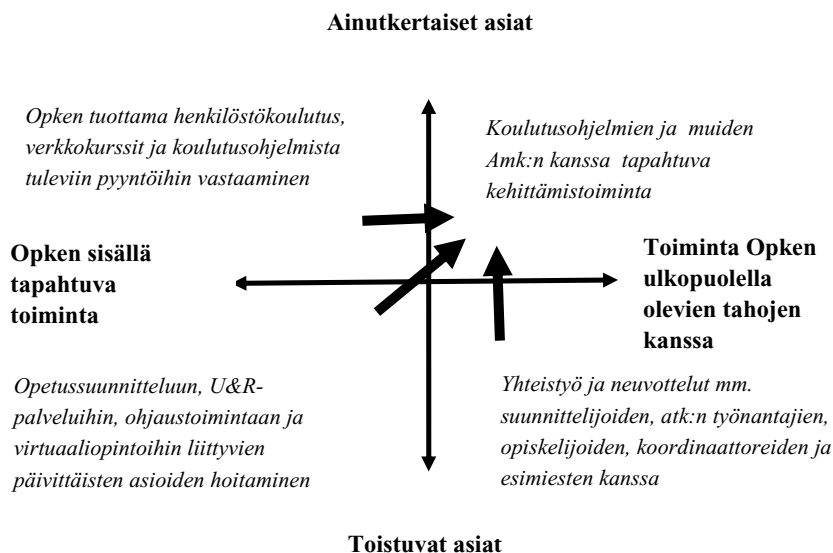 Ainutkertaiset asiat
Opken tuottama henkilöstökoulutus,
verkkokurssit ja koulutusohjelmista
tuleviin pyyntöihin vastaaminen
Koulutusohjelmien ja muiden
Amk:n kanssa tapahtuva
kehittämistoiminta
Opken sisällä
tapahtuva
toiminta
Toiminta Opken
ulkopuolella
olevien tahojen
kanssa
Opetussuunnitteluun, U&R-
palveluihin, ohjaustoimintaan ja
virtuaaliopintoihin liittyvien
päivittäisten asioiden hoitaminen
Yhteistyö ja neuvottelut mm.
suunnittelijoiden, atk:n työnantajien,
opiskelijoiden, koordinaattoreiden ja
esimiesten kanssa
Toistuvat asiat